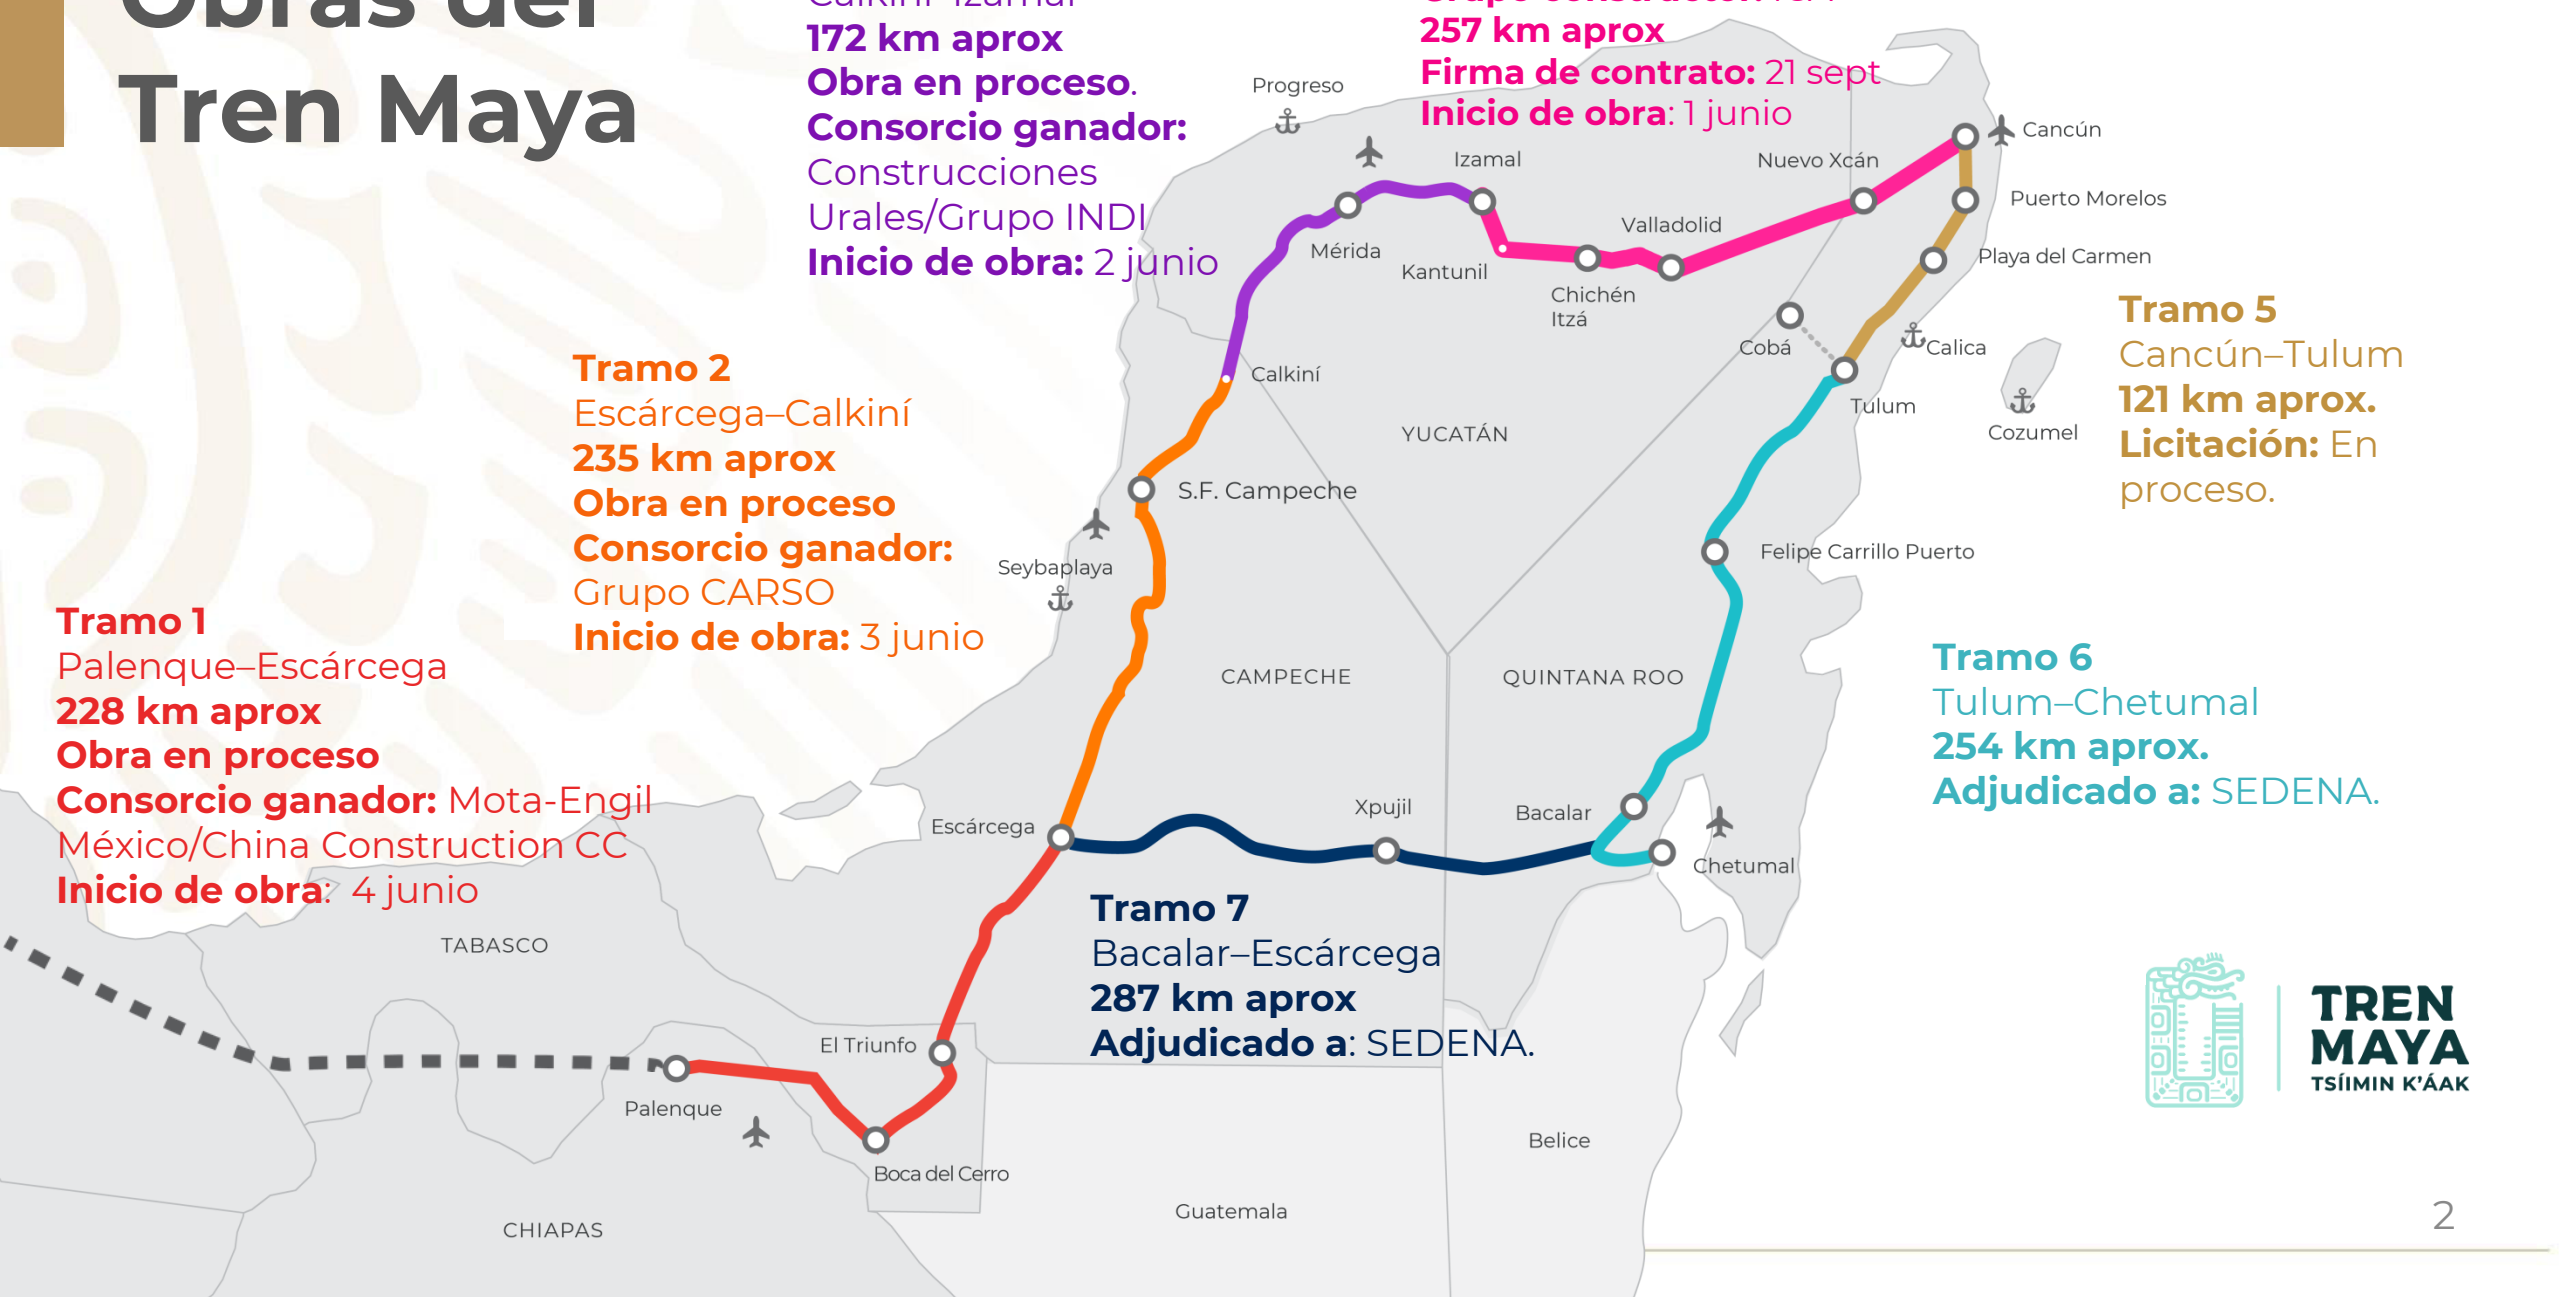 Obras del
Tren Maya
Calkiní–Izamal
172 km aprox
Obra en proceso.
Consorcio ganador:
Construcciones
Urales/Grupo INDI
Inicio de obra: 2 junio
257 km aprox
Firma de contrato: 21 sept
Inicio de obra: 1 junio
Tramo 2
Escárcega–Calkiní
235 km aprox
Obra en proceso
Consorcio ganador:
Grupo CARSO
Inicio de obra: 3 junio
Tramo 1
Palenque–Escárcega
228 km aprox
Obra en proceso
Consorcio ganador: Mota-Engil
México/China Construction CC
Inicio de obra: 4 junio
Tramo 5
Cancún–Tulum
121 km aprox.
Licitación: En
proceso.
Tramo 6
Tulum–Chetumal
254 km aprox.
Adjudicado a: SEDENA.
Tramo 7
Bacalar–Escárcega
287 km aprox
Adjudicado a: SEDENA.
Progreso
Izamal
Nuevo Xcán
Cancún
Puerto Morelos
Playa del Carmen
Valladolid
Mérida
Kantunil
Chichén
Itzá
Cobá
Calica
Tulum
Cozumel
Calkiní
YUCATÁN
S.F. Campeche
Seybaplaya
Felipe Carrillo Puerto
CAMPECHE
QUINTANA ROO
Escárcega
Xpujil
Bacalar
Chetumal
TABASCO
El Triunfo
Palenque
Boca del Cerro
CHIAPAS
Guatemala
Belice
TREN
MAYA
TSÍIMIN K'ÁAK
2